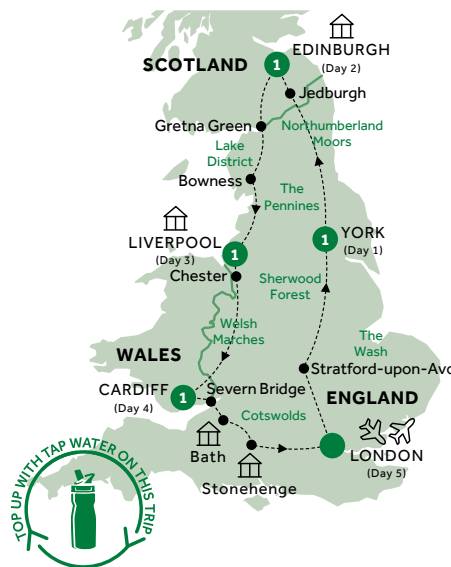 EDINBURGH
(Day 2)
SCOTLAND
1
Jedburgh
Gretna Green
Northumberland
Moors
Lake
District
Bowness
The
Pennines
LIVERPOOL
(Day 3)
1
YORK
(Day 1)
1
Chester
Sherwood
Forest
Welsh
Marches
The
Wash
WALES
Stratford-upon-Avo
CARDIFF
(Day 4)
1
Severn Bridge
ENGLAND
Cotswolds
Bath
LONDON
(Day 5)
Stonehenge
TOP UP WITH TAP WATER ON THIS TRIP